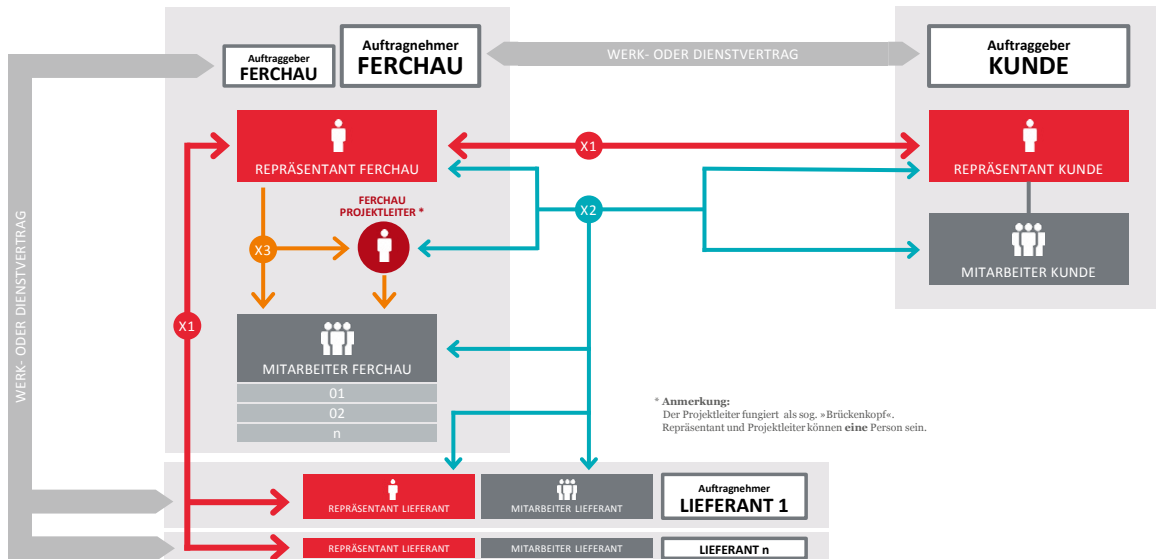 Auftraggeber
FERCHAU
Auftragnehmer
FERCHAU
WERK- ODER DIENSTVERTRAG
Auftraggeber
KUNDE
REPRÄSENTANT FERCHAU
X1
REPRÄSENTANT KUNDE
FERCHAU
PROJEKTLEITER *
X2
X3
MITARBEITER KUNDE
WERK- ODER DIENSTVERTRAG
X1
MITARBEITER FERCHAU
01
02
n
* Anmerkung:
Der Projektleiter fungiert als sog. »Brückenkopf«.
Repräsentant und Projektleiter können eine Person sein.
REPRÄSENTANT LIEFERANT
MITARBEITER LIEFERANT
Auftragnehmer
LIEFERANT 1
REPRÄSENTANT LIEFERANT
MITARBEITER LIEFERANT
LIEFERANT n